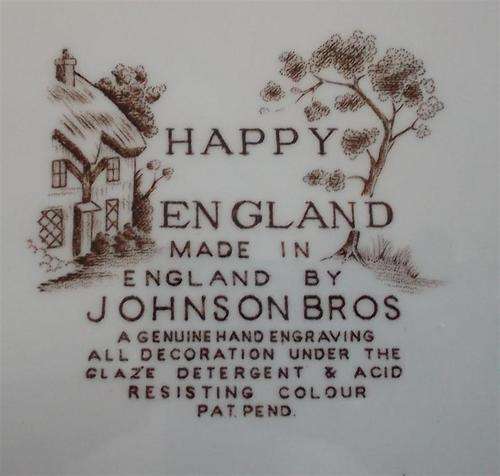 HAPPY
ENGLAND
MADE IN
ENGLAND BY
JOHNSON BROS
A GENUINE HAND ENGRAVING
ALL DECORATION UNDER THE
GLAZE DETERGENT & ACID
RESISTING COLOUR
PAT. PEND.